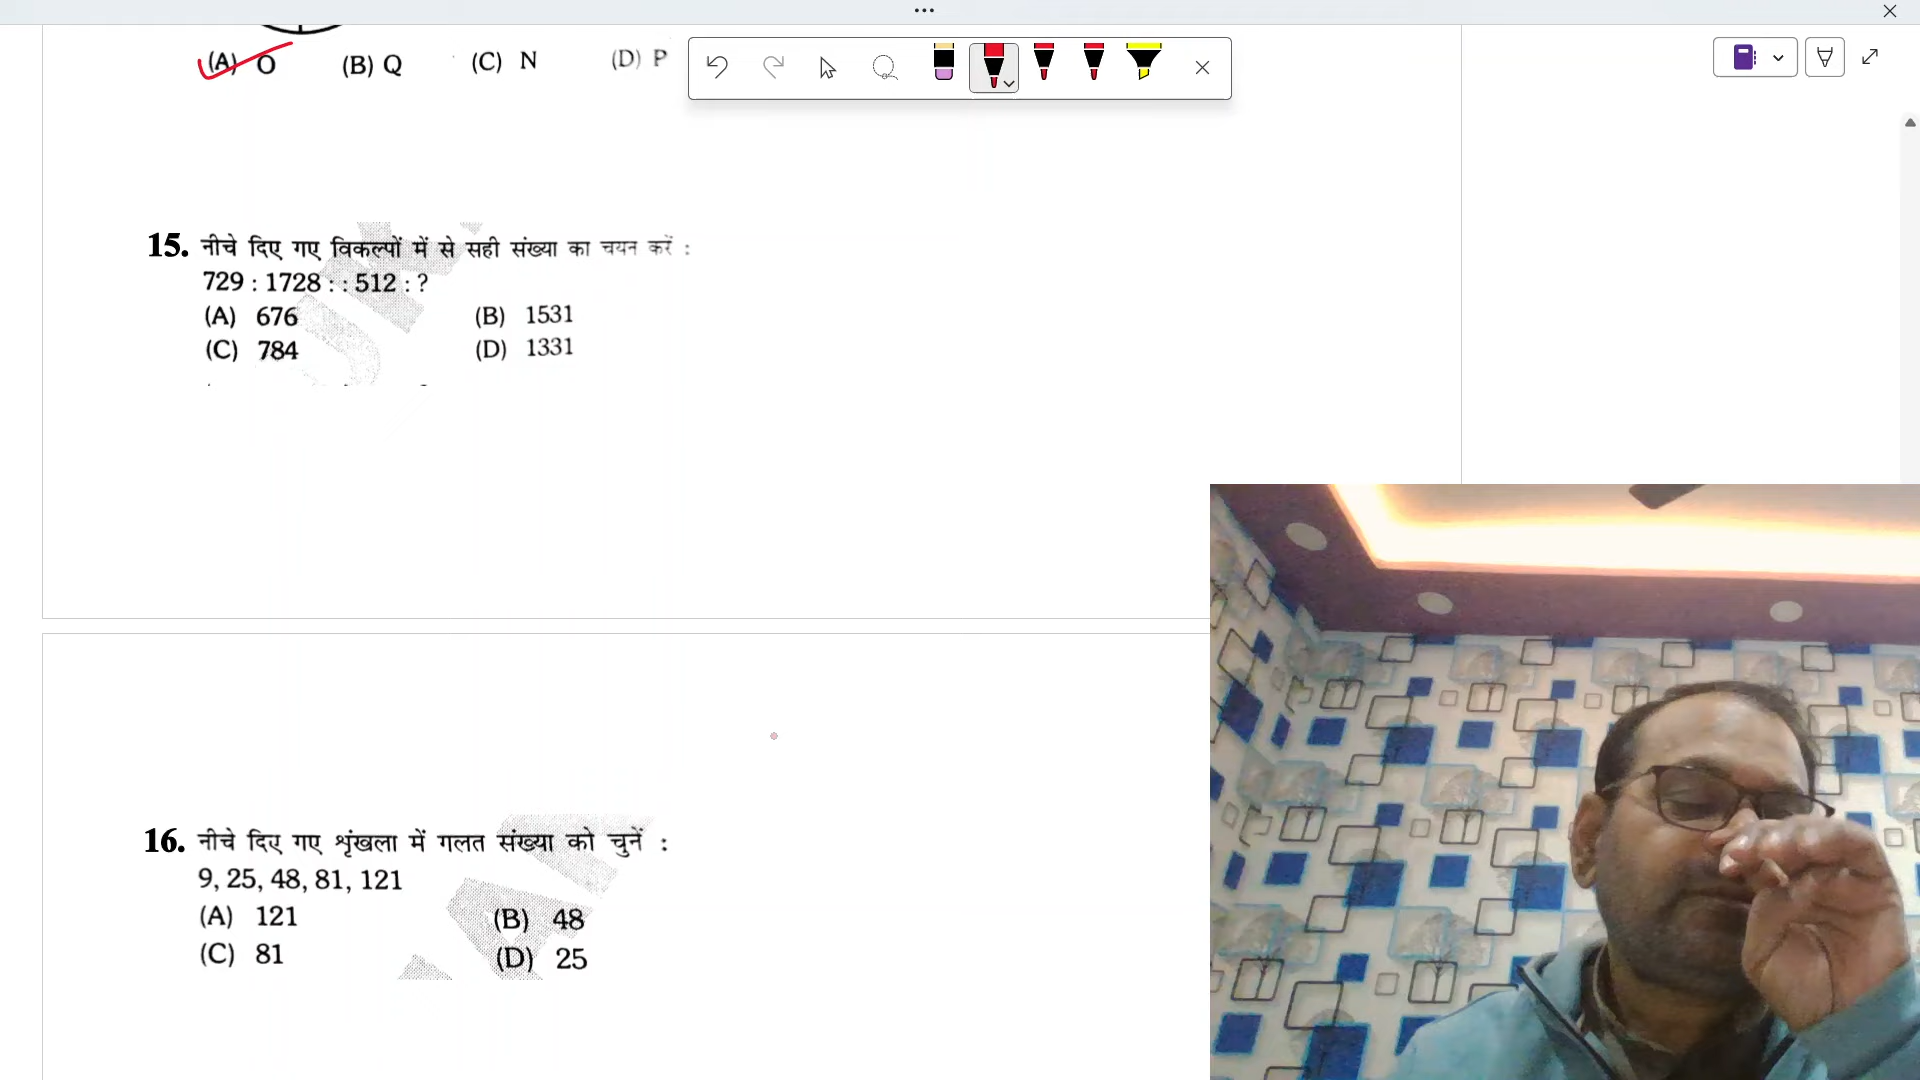 (A) O (B) Q (C) N (D) P
15. नीचे दिए गए विकल्पों में से सही संख्या का चयन करें :
729 : 1728 : : 512 : ?
(A) 676 (B) 1531
(C) 784 (D) 1331
16. नीचे दिए गए शृंखला में गलत संख्या को चुनें :
9, 25, 48, 81, 121
(A) 121 (B) 48
(C) 81 (D) 25